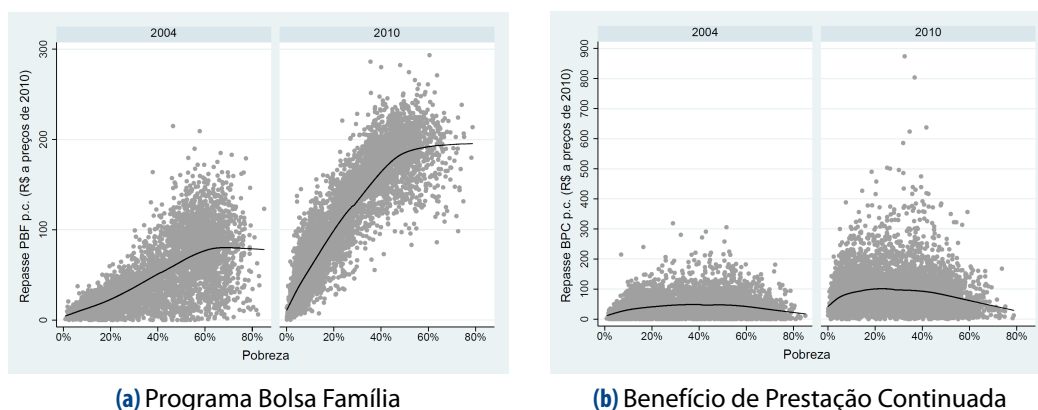 2004 2010
Repasse PBF p.c. (R$ a preços de 2010)
300
200
100
0
0% 20% 40% 60% 80% 0% 20% 40% 60% 80%
Pobreza
(a) Programa Bolsa Família
2004 2010
Repasse BPC p.c. (R$ a preços de 2010)
900
800
700
600
500
400
300
200
100
0
0% 20% 40% 60% 80% 0% 20% 40% 60% 80%
Pobreza
(b) Benefício de Prestação Continuada